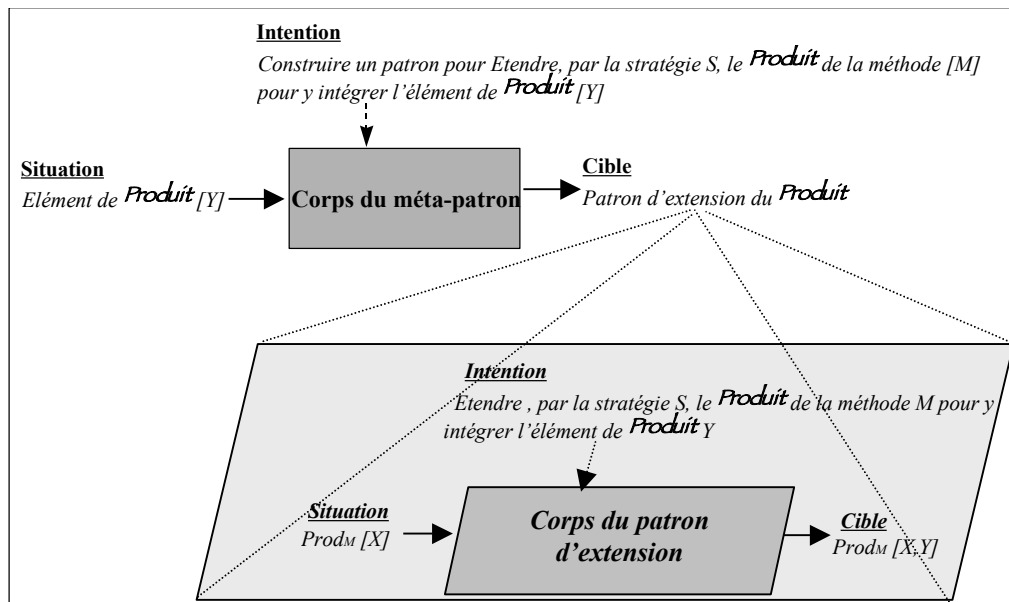 Intention
Construire un patron pour Etendre, par la stratégie S, le Produit de la méthode [M]
pour y intégrer l'élément de Produit [Y]
Situation
Elément de Produit [Y]
Corps du méta-patron
Cible
Patron d'extension du Produit
Intention
Etendre , par la stratégie S, le Produit de la méthode M pour y
intégrer l'élément de Produit Y
Situation
ProdM [X]
Corps du patron
d'extension
Cible
ProdM [X,Y]